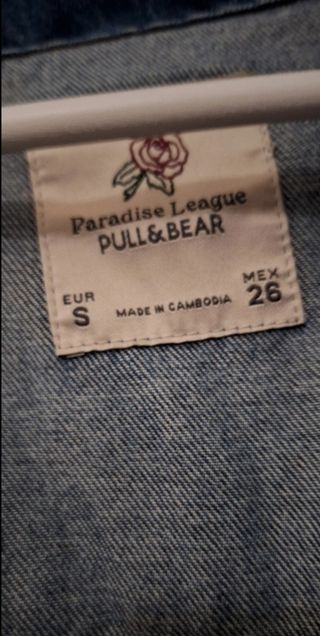 Paradise League
PULL&BEAR
EUR
S
MADE IN CAMBODIA
MEX
26